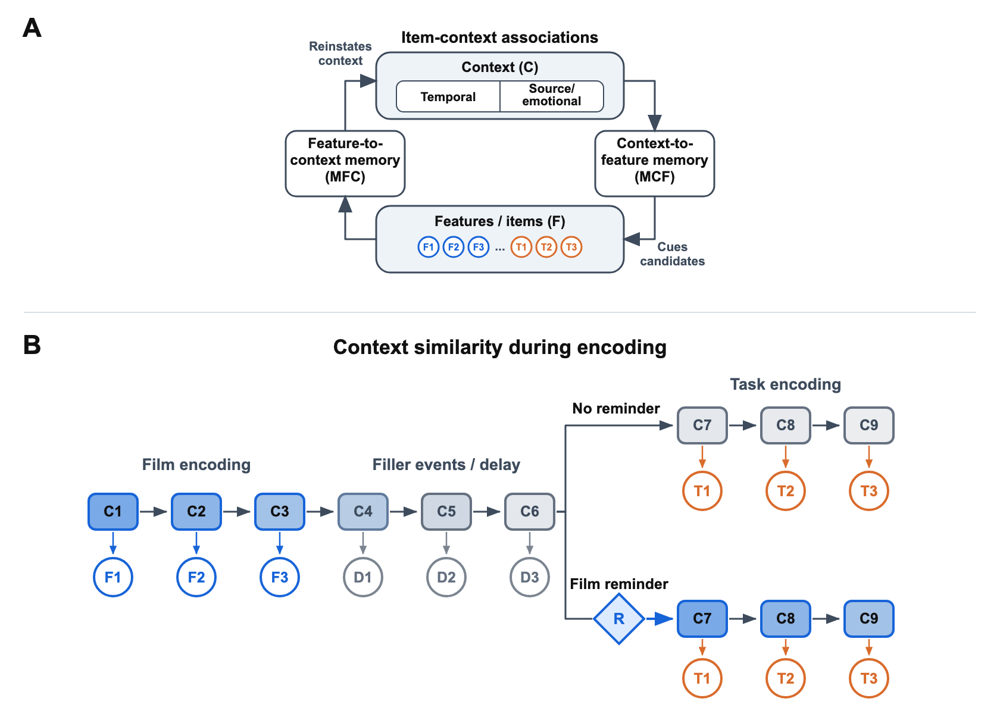 A
Item-context associations
Reinstates
context
Context (C)
Temporal
Source/
emotional
Feature-to-
context memory
(MFC)
Context-to-
feature memory
(MCF)
Features / items (F)
F1 F2 F3 ... T1 T2 T3
Cues
candidates
B
Context similarity during encoding
Task encoding
No reminder
C7 C8 C9
T1 T2 T3
Film encoding
Filler events / delay
C1 C2 C3 C4 C5 C6
F1 F2 F3 D1 D2 D3
Film reminder
R C7 C8 C9
T1 T2 T3